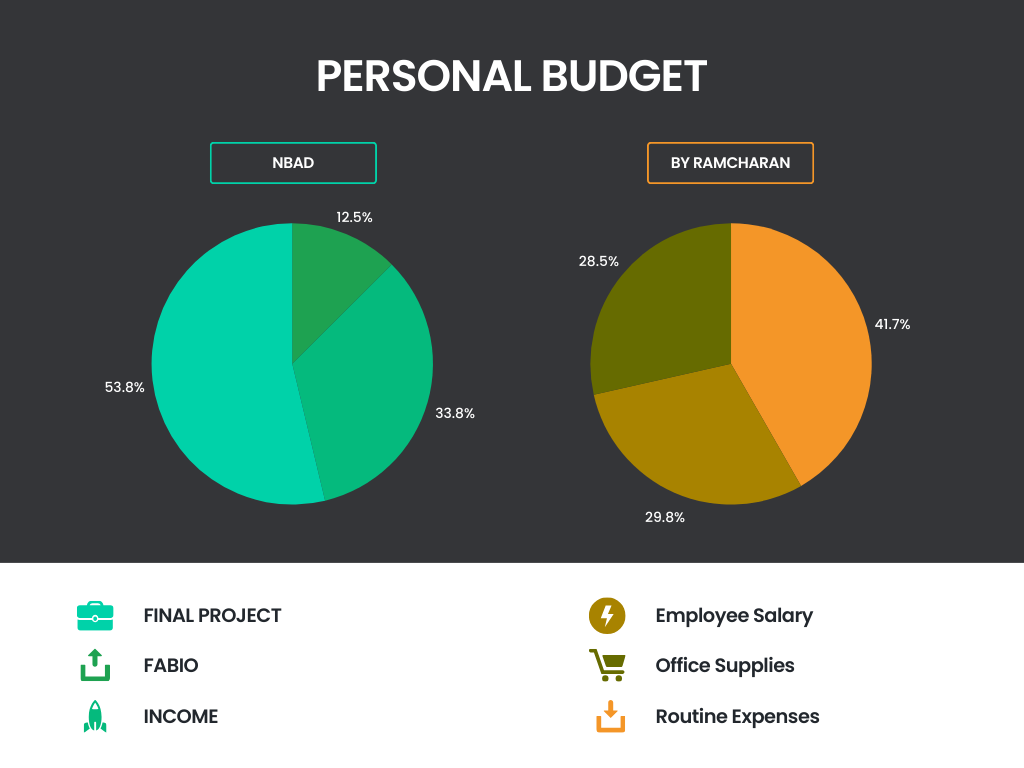 PERSONAL BUDGET
NBAD
BY RAMCHARAN
12.5%
53.8%
33.8%
28.5%
41.7%
29.8%
FINAL PROJECT
FABIO
INCOME
Employee Salary
Office Supplies
Routine Expenses